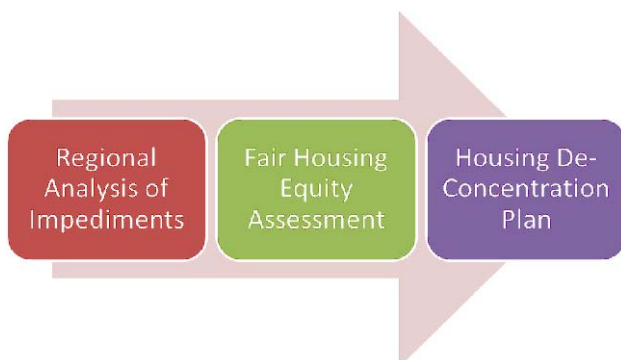 Regional
Analysis of
Impediments
Fair Housing
Equity
Assessment
Housing De-
Concentration
Plan